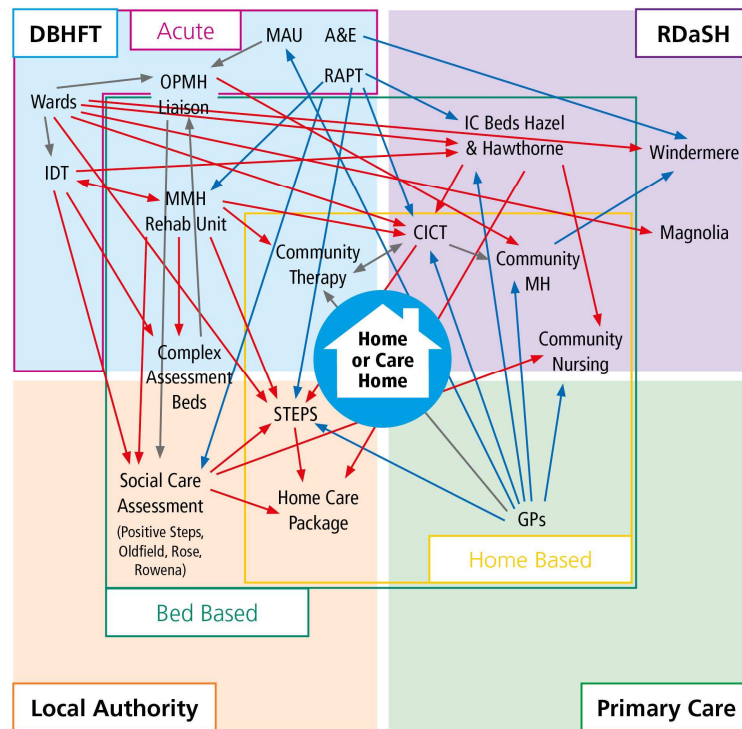 DBHFT
Acute
MAU
A&E
RDaSH
RAPT
OPMH
Liaison
Wards
IC Beds Hazel
& Hawthorne
Windermere
IDT
MMH
Rehab Unit
CICT
Magnolia
Community
Therapy
Community
MH
Home
or Care
Home
Community
Nursing
Complex
Assessment
Beds
STEPS
Social Care
Assessment
(Positive Steps,
Oldfield, Rose,
Rowena)
Home Care
Package
GPs
Home Based
Bed Based
Local Authority
Primary Care